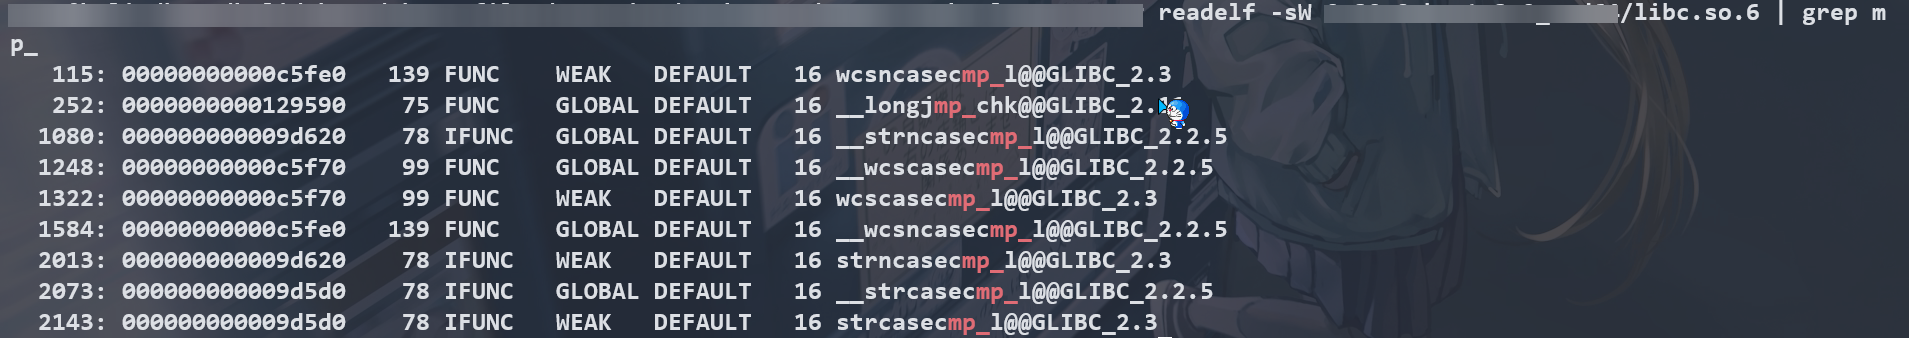 readelf -sW /libc.so.6 | grep m
p_
115: 00000000000c5fe0 139 FUNC WEAK DEFAULT 16 wcsncasecmp_l@@GLIBC_2.3
252: 0000000000129590 75 FUNC GLOBAL DEFAULT 16 __longjmp_chk@@GLIBC_2.
1080: 000000000009d620 78 IFUNC GLOBAL DEFAULT 16 __strncasecmp_l@@GLIBC_2.2.5
1248: 00000000000c5f70 99 FUNC GLOBAL DEFAULT 16 __wcscasecmp_l@@GLIBC_2.2.5
1322: 00000000000c5f70 99 FUNC WEAK DEFAULT 16 wcscasecmp_l@@GLIBC_2.3
1584: 00000000000c5fe0 139 FUNC GLOBAL DEFAULT 16 __wcsncasecmp_l@@GLIBC_2.2.5
2013: 000000000009d620 78 IFUNC WEAK DEFAULT 16 strncasecmp_l@@GLIBC_2.3
2073: 000000000009d5d0 78 IFUNC GLOBAL DEFAULT 16 __strcasecmp_l@@GLIBC_2.2.5
2143: 000000000009d5d0 78 IFUNC WEAK DEFAULT 16 strcasecmp_l@@GLIBC_2.3